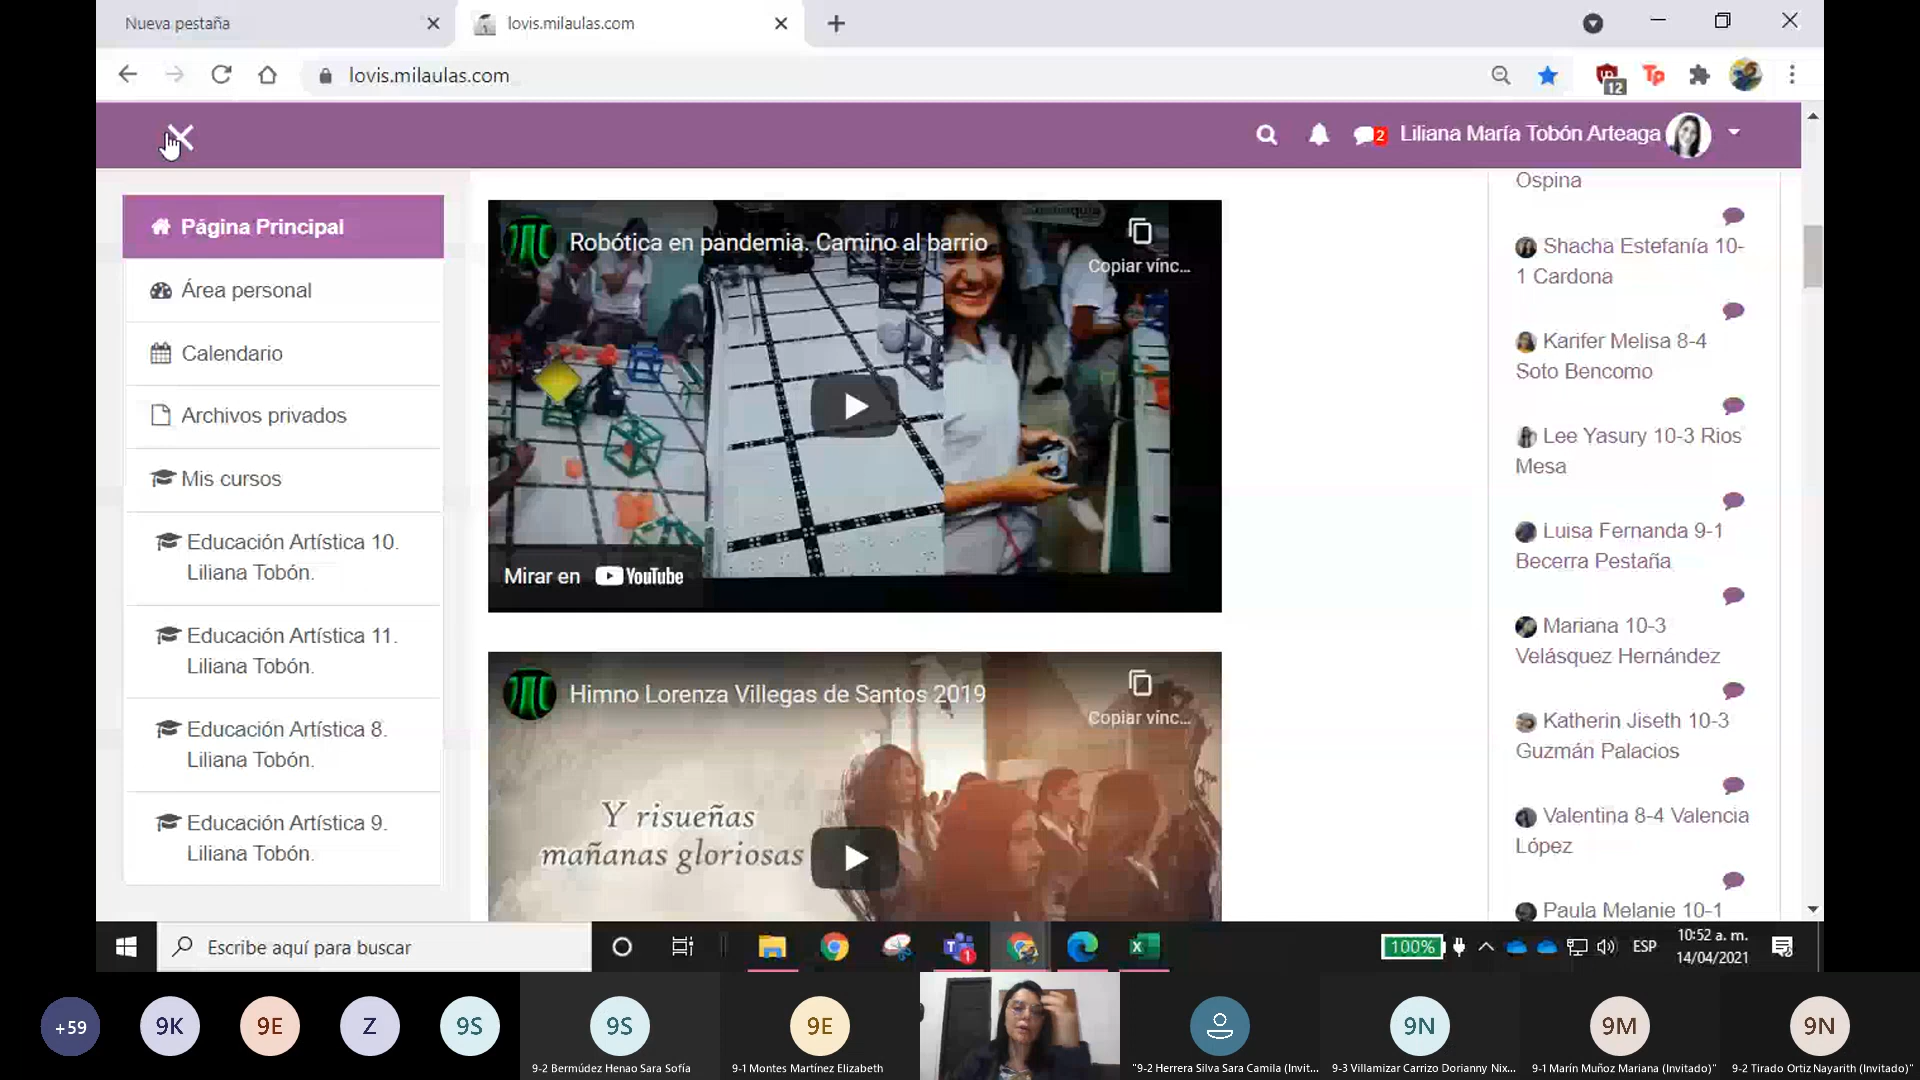 Nueva pestaña
lovis.milaulas.com
lovis.milaulas.com
12
Tp
2
Liliana María Tobón Arteaga
Página Principal
Área personal
Calendario
Archivos privados
Mis cursos
Educación Artística 10.
Liliana Tobón.
Educación Artística 11.
Liliana Tobón.
Educación Artística 8.
Liliana Tobón.
Educación Artística 9.
Liliana Tobón.
Robótica en pandemia. Camino al barrio
Copiar vínc...
Mirar en YouTube
Himno Lorenza Villegas de Santos 2019
Copiar vínc...
Y risueñas
mañanas gloriosas
Ospina
Shacha Estefanía 10-
1 Cardona
Karifer Melisa 8-4
Soto Bencomo
Lee Yasury 10-3 Rios
Mesa
Luisa Fernanda 9-1
Becerra Pestaña
Mariana 10-3
Velásquez Hernández
Katherin Jiseth 10-3
Guzmán Palacios
Valentina 8-4 Valencia
López
Paula Melanie 10-1
Escribe aquí para buscar
1
100%
ESP
10:52 a. m.
14/04/2021
+59
9K
9E
Z
9S
9S
9-2 Bermúdez Henao Sara Sofía
9E
9-1 Montes Martínez Elizabeth
"9-2 Herrera Silva Sara Camila (Invit...
9N
9-3 Villamizar Carrizo Dorianny Nix...
9M
9-1 Marín Muñoz Mariana (Invitado)"
9N
9-2 Tirado Ortiz Nayarith (Invitado)"